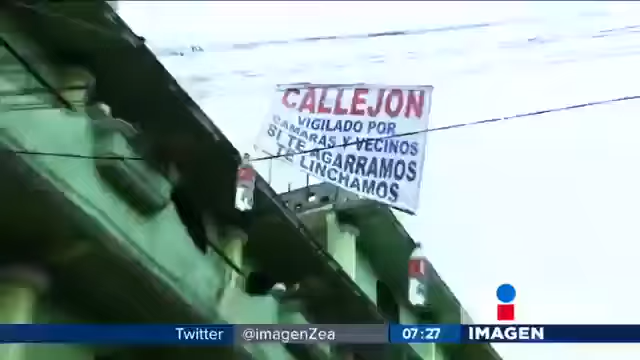 CALLEJON
VIGILADO POR
CAMARAS Y VECINOS
SI TE AGARRAMOS
TE LINCHAMOS
Twitter @imagenZea 07:27 IMAGEN